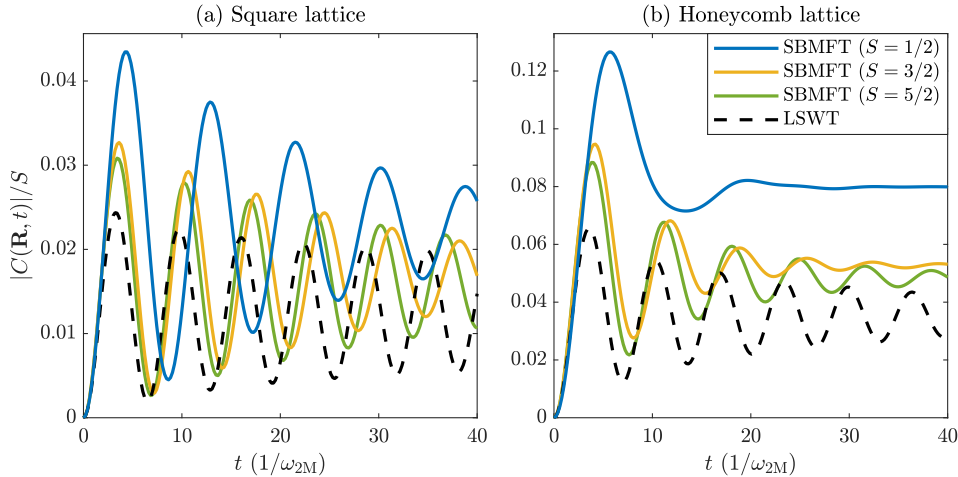 (a) Square lattice
(b) Honeycomb lattice
|C(R, t)|/S
0.04
0.03
0.02
0.01
0
0 10 20 30 40
t (1/ω2M)
0.12
0.1
0.08
0.06
0.04
0.02
0
0 10 20 30 40
t (1/ω2M)
SBMFT (S = 1/2)
SBMFT (S = 3/2)
SBMFT (S = 5/2)
LSWT